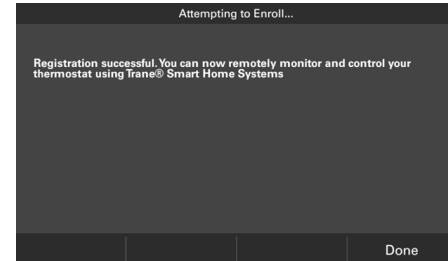 Attempting to Enroll...
Registration successful. You can now remotely monitor and control your
thermostat using Trane® Smart Home Systems
Done